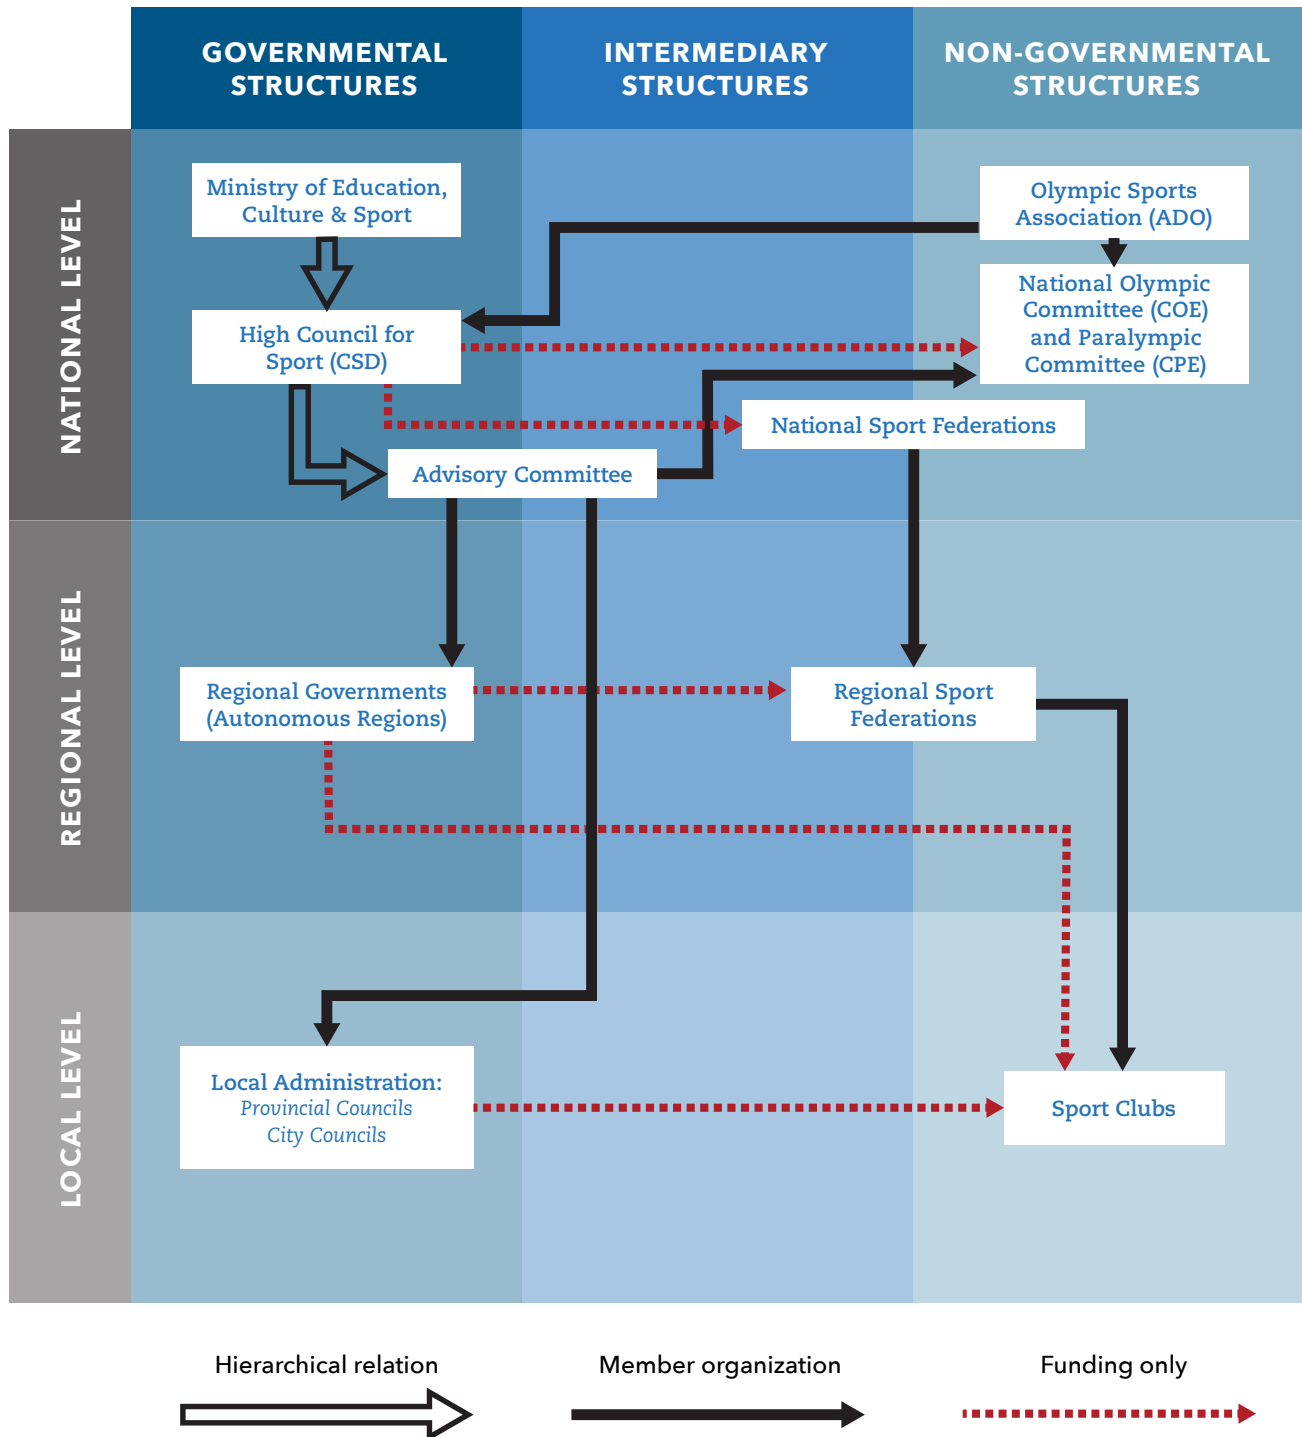 GOVERNMENTAL
STRUCTURES
INTERMEDIARY
STRUCTURES
NON-GOVERNMENTAL
STRUCTURES
NATIONAL LEVEL
Ministry of Education,
Culture & Sport
Olympic Sports
Association (ADO)
High Council for
Sport (CSD)
National Olympic
Committee (COE)
and Paralympic
Committee (CPE)
National Sport Federations
Advisory Committee
REGIONAL LEVEL
Regional Governments
(Autonomous Regions)
Regional Sport
Federations
LOCAL LEVEL
Local Administration:
Provincial Councils
City Councils
Sport Clubs
Hierarchical relation
Member organization
Funding only